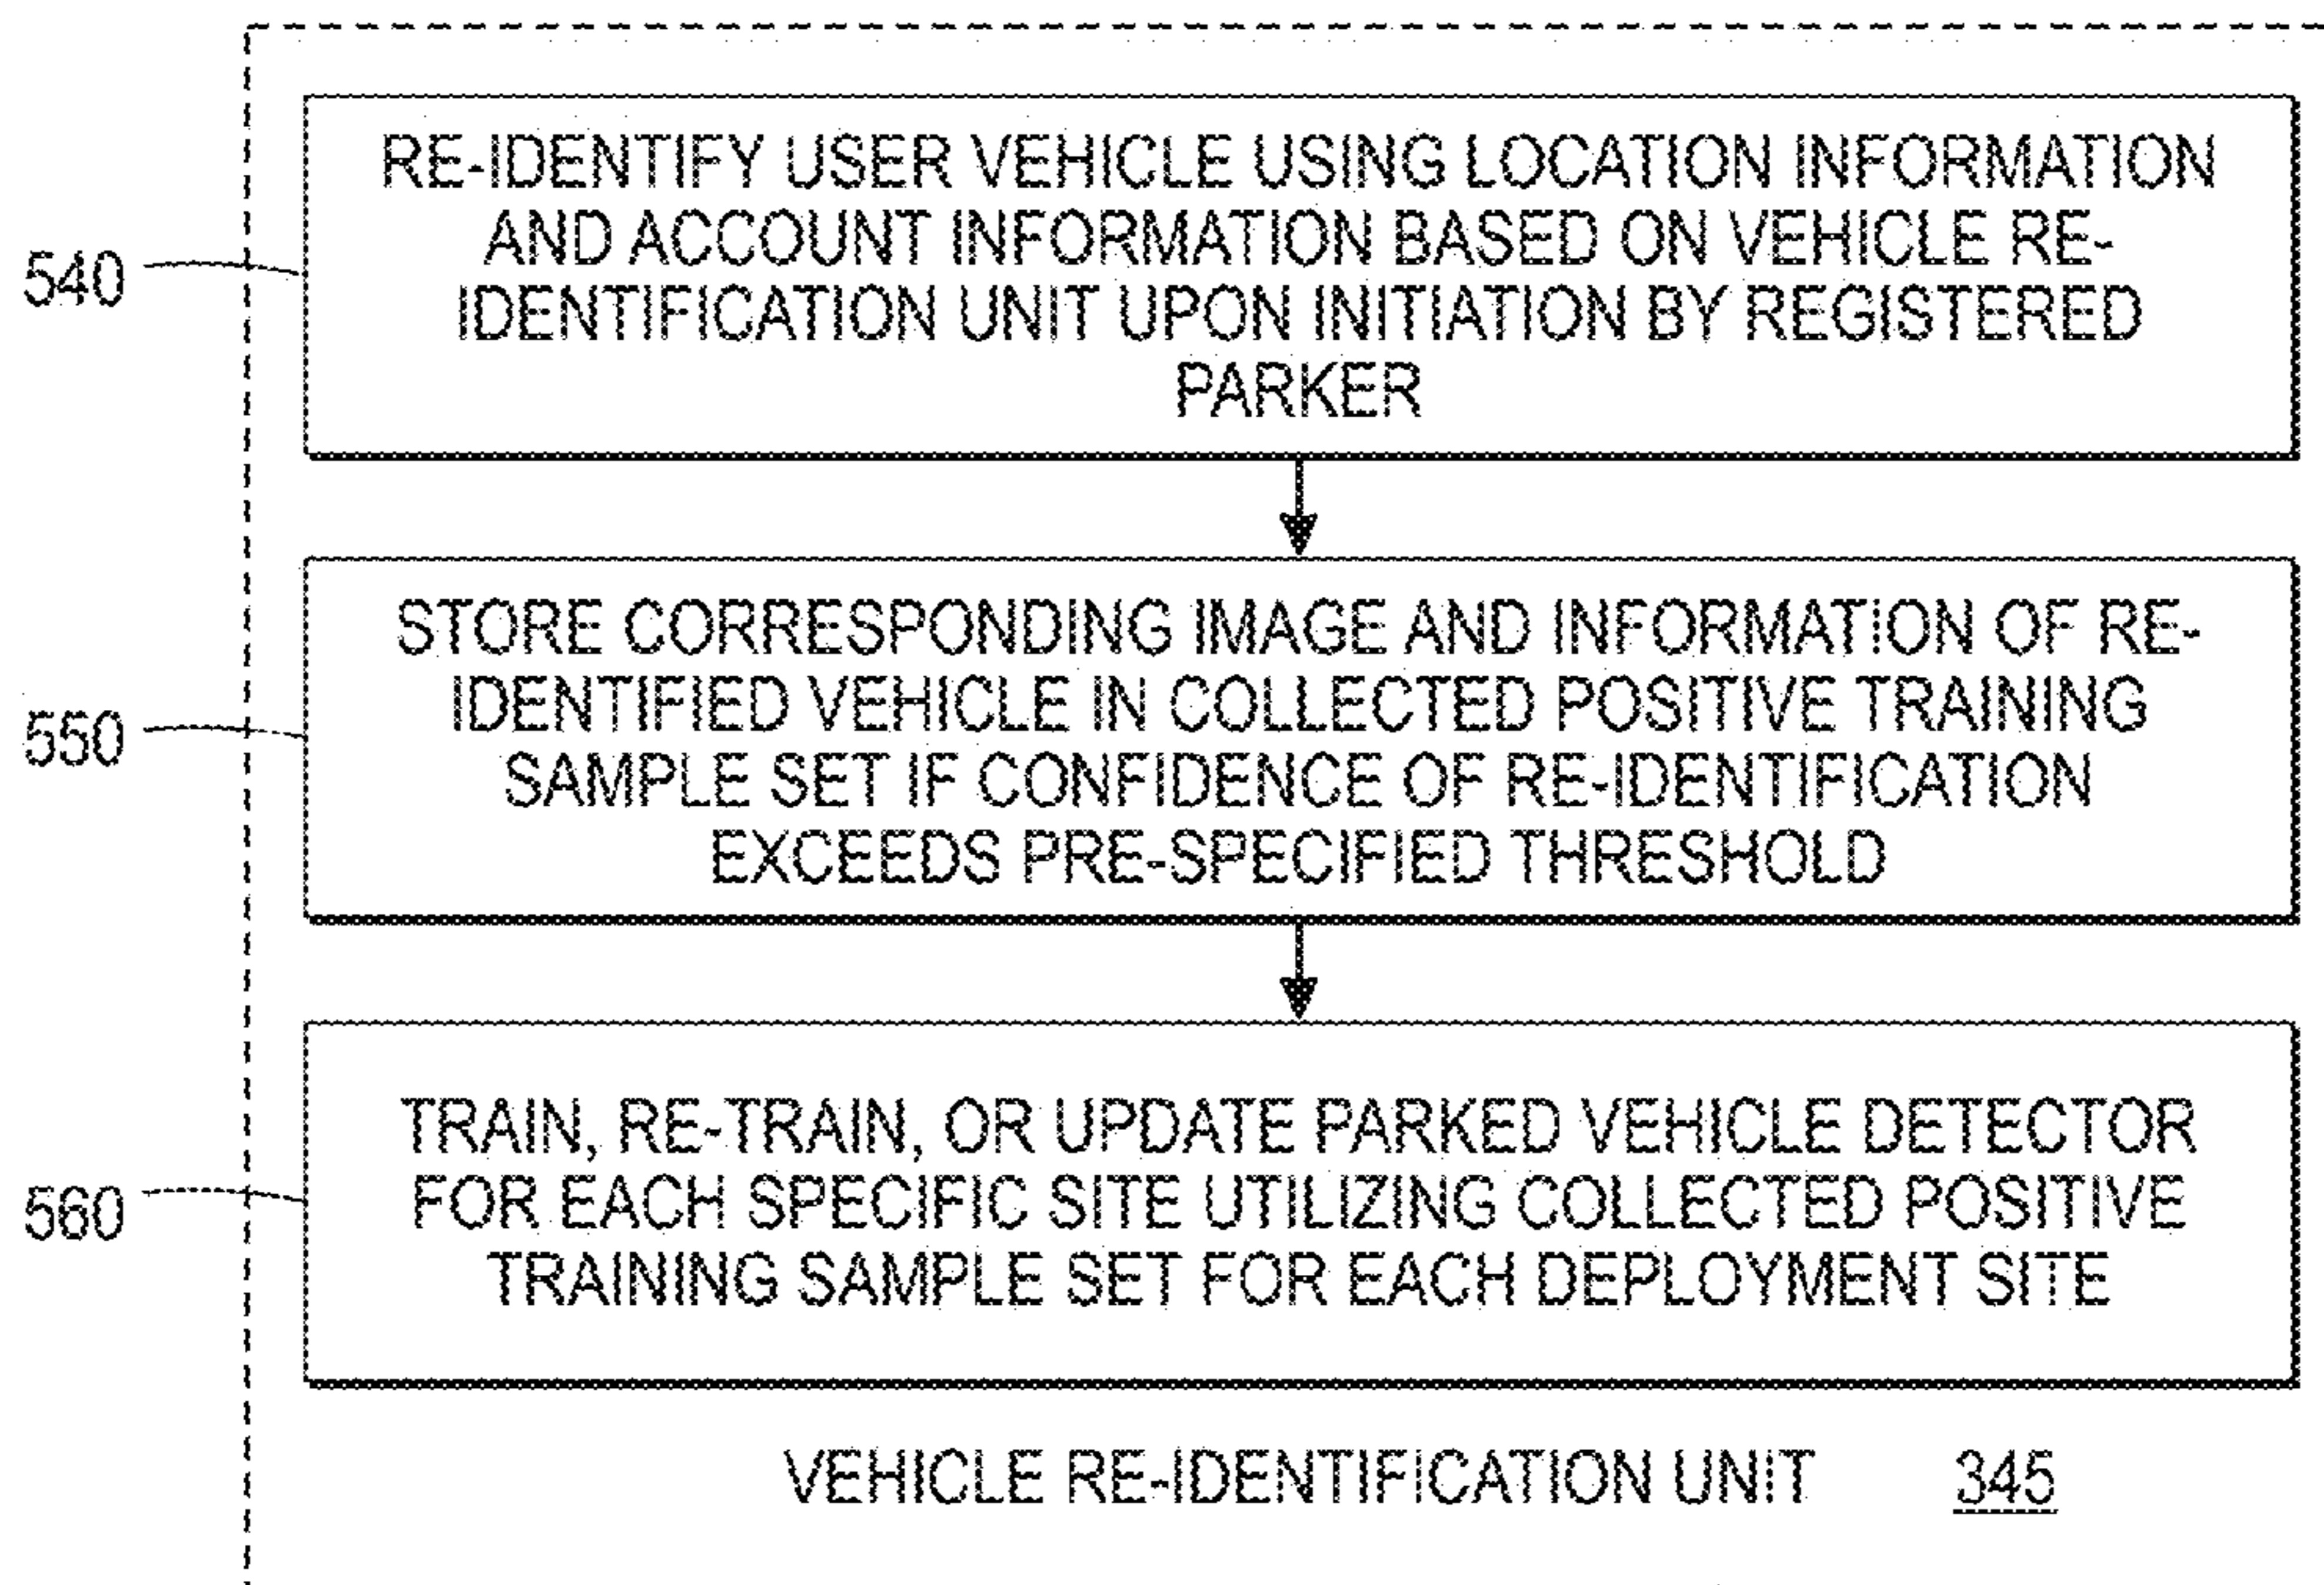 RE-IDENTIFY USER VEHICLE USING LOCATION INFORMATION
AND ACCOUNT INFORMATION BASED ON VEHICLE RE-
IDENTIFICATION UNIT UPON INITIATION BY REGISTERED
PARKER
540
STORE CORRESPONDING IMAGE AND INFORMATION OF RE-
IDENTIFIED VEHICLE IN COLLECTED POSITIVE TRAINING
SAMPLE SET IF CONFIDENCE OF RE-IDENTIFICATION
EXCEEDS PRE-SPECIFIED THRESHOLD
550
TRAIN, RE-TRAIN, OR UPDATE PARKED VEHICLE DETECTOR
FOR EACH SPECIFIC SITE UTILIZING COLLECTED POSITIVE
TRAINING SAMPLE SET FOR EACH DEPLOYMENT SITE
560
VEHICLE RE-IDENTIFICATION UNIT 345